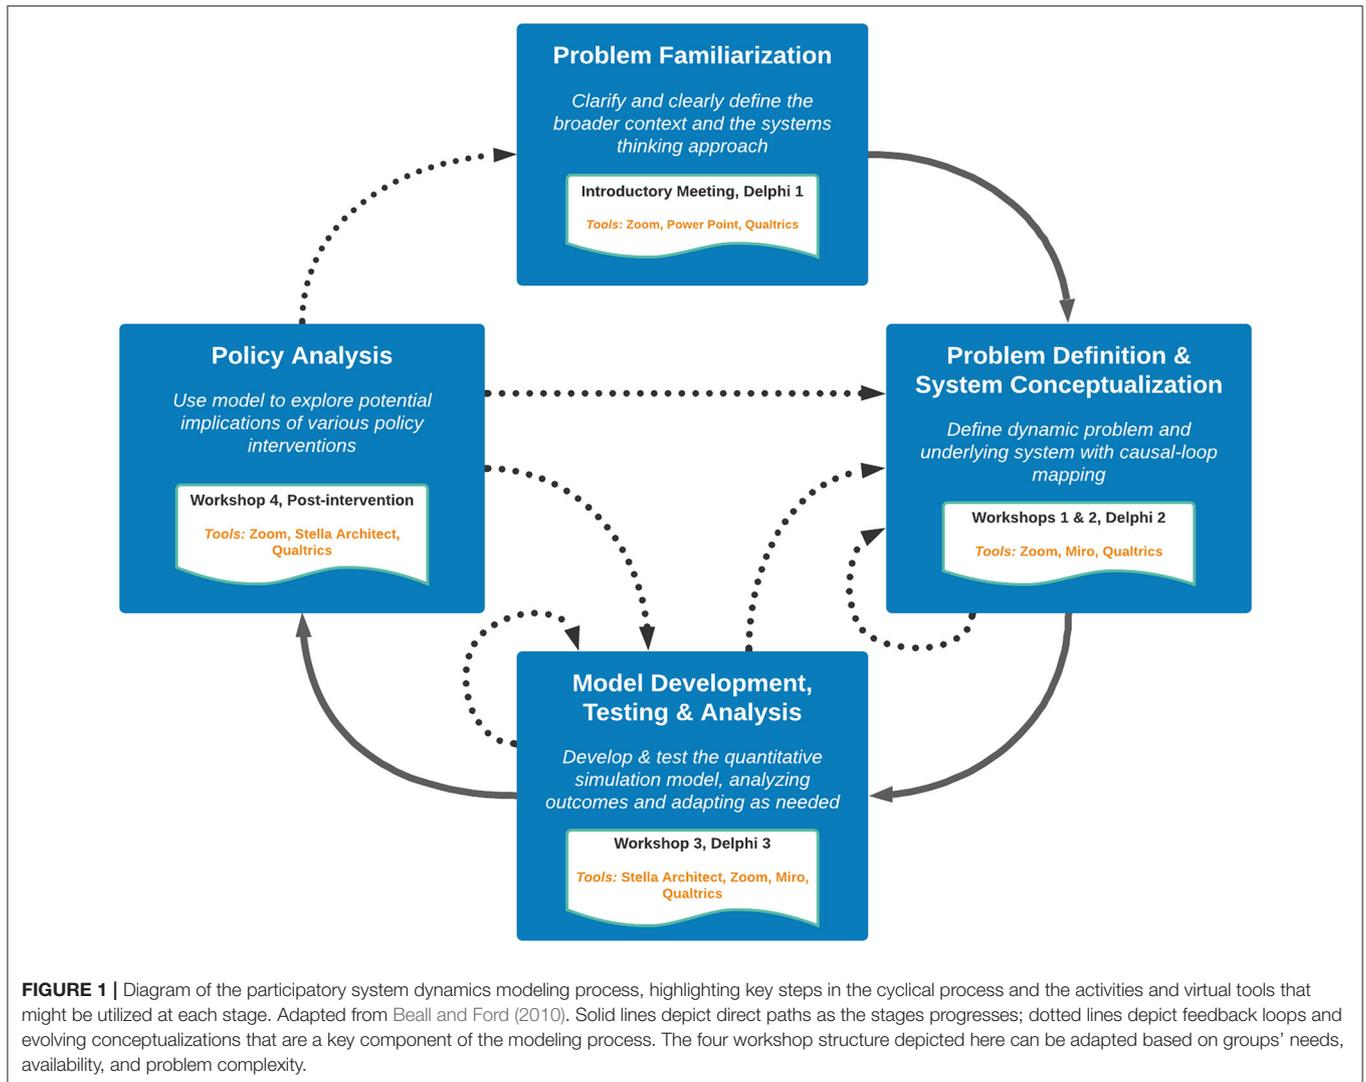 Problem Familiarization
Clarify and clearly define the
broader context and the systems
thinking approach
Introductory Meeting, Delphi 1
Tools: Zoom, Power Point, Qualtrics
Policy Analysis
Use model to explore potential
implications of various policy
interventions
Workshop 4, Post-intervention
Tools: Zoom, Stella Architect,
Qualtrics
Problem Definition &
System Conceptualization
Define dynamic problem and
underlying system with causal-loop
mapping
Workshops 1 & 2, Delphi 2
Tools: Zoom, Miro, Qualtrics
Model Development,
Testing & Analysis
Develop & test the quantitative
simulation model, analyzing
outcomes and adapting as needed
Workshop 3, Delphi 3
Tools: Stella Architect, Zoom, Miro,
Qualtrics
FIGURE 1 | Diagram of the participatory system dynamics modeling process, highlighting key steps in the cyclical process and the activities and virtual tools that
might be utilized at each stage. Adapted from Beall and Ford (2010). Solid lines depict direct paths as the stages progresses; dotted lines depict feedback loops and
evolving conceptualizations that are a key component of the modeling process. The four workshop structure depicted here can be adapted based on groups' needs,
availability, and problem complexity.